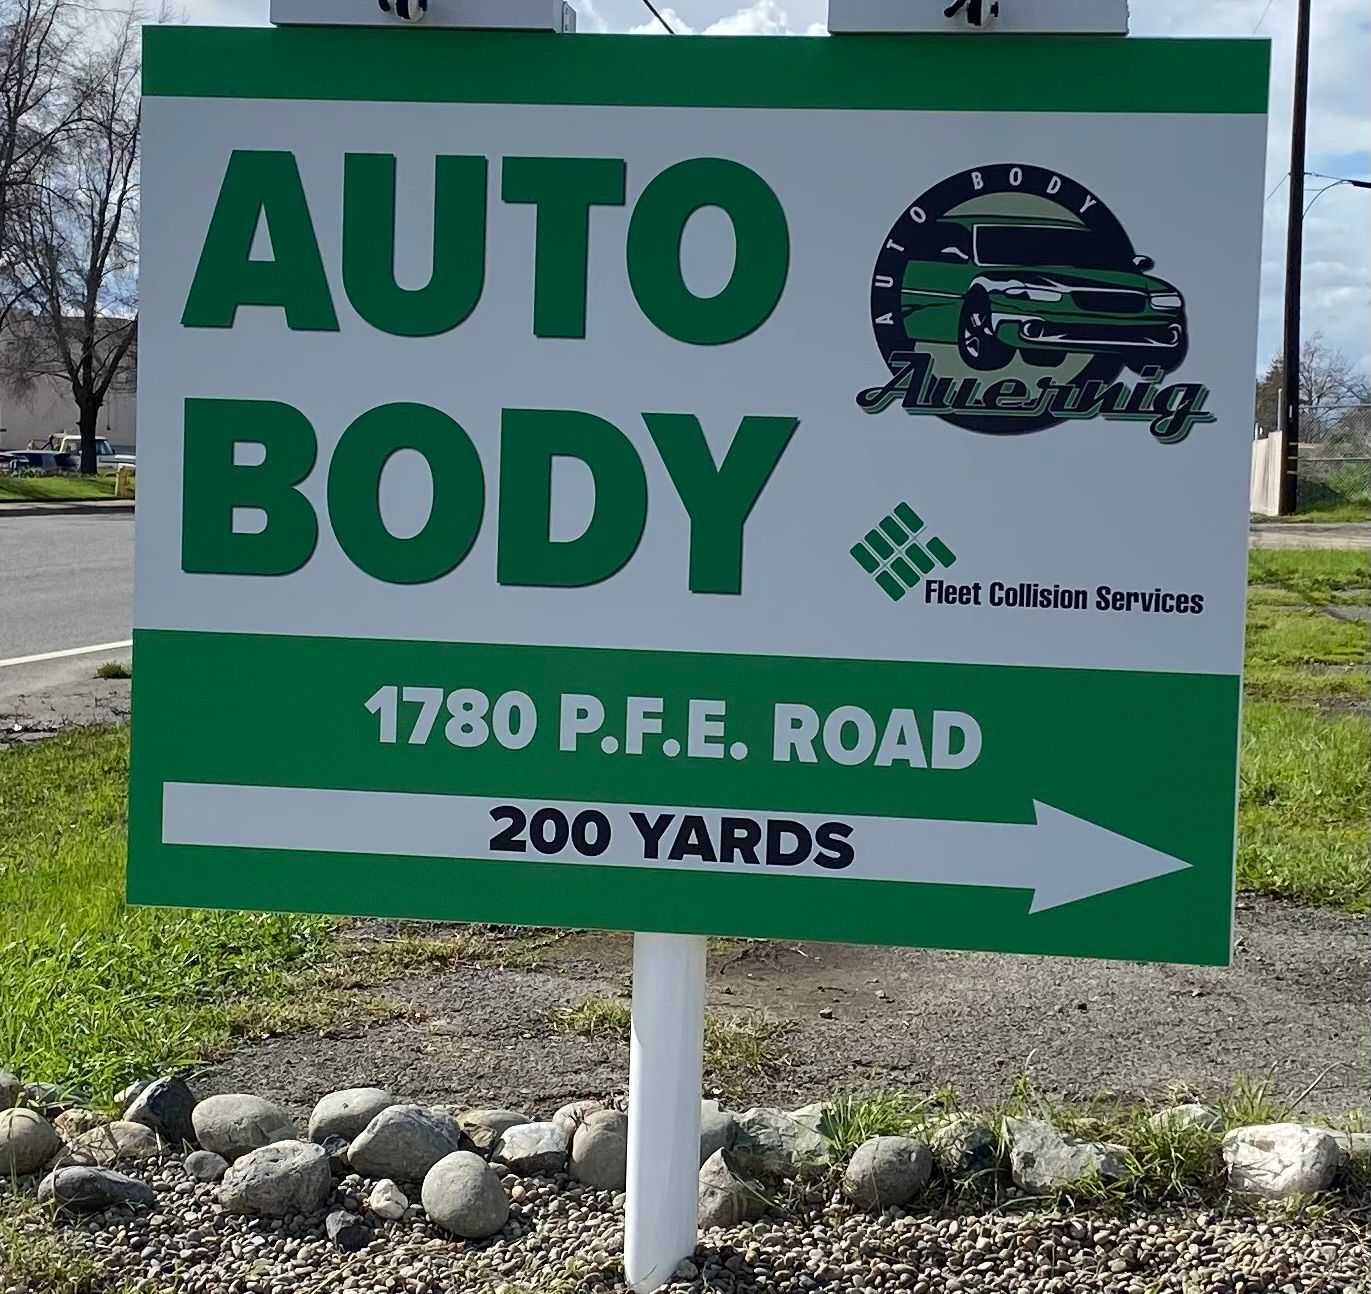 AUTO
BODY
AUTO BODY
Auernig
Fleet Collision Services
1780 P.F.E. ROAD
200 YARDS